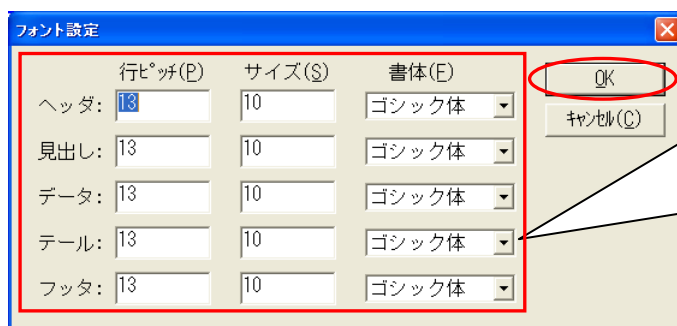 フォント設定
行ﾋﾟｯﾁ(P) サイズ(S) 書体(F)
OK
ヘッダ: 13 10 ゴシック体
ｷｬﾝｾﾙ(C)
見出し: 13 10 ゴシック体
データ: 13 10 ゴシック体
テール: 13 10 ゴシック体
フッタ: 13 10 ゴシック体